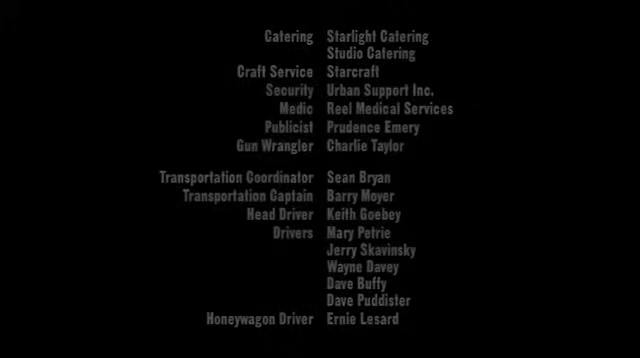 Catering Starlight Catering
Studio Catering
Craft Service Starcraft
Security Urban Support Inc.
Medic Reel Medical Services
Publicist Prudence Emery
Gun Wrangler Charlie Taylor
Transportation Coordinator Sean Bryan
Transportation Captain Barry Moyer
Head Driver Keith Goebey
Drivers Mary Petrie
Jerry Skavinsky
Wayne Davey
Dave Buffy
Dave Puddister
Honeywagon Driver Ernie Lesard